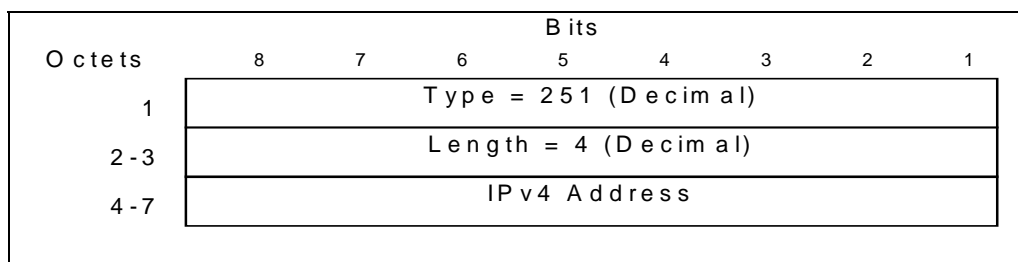 Bits
Octets 8 7 6 5 4 3 2 1
1 Type = 251 (Decimal)
2-3 Length = 4 (Decimal)
4-7 IPv4 Address